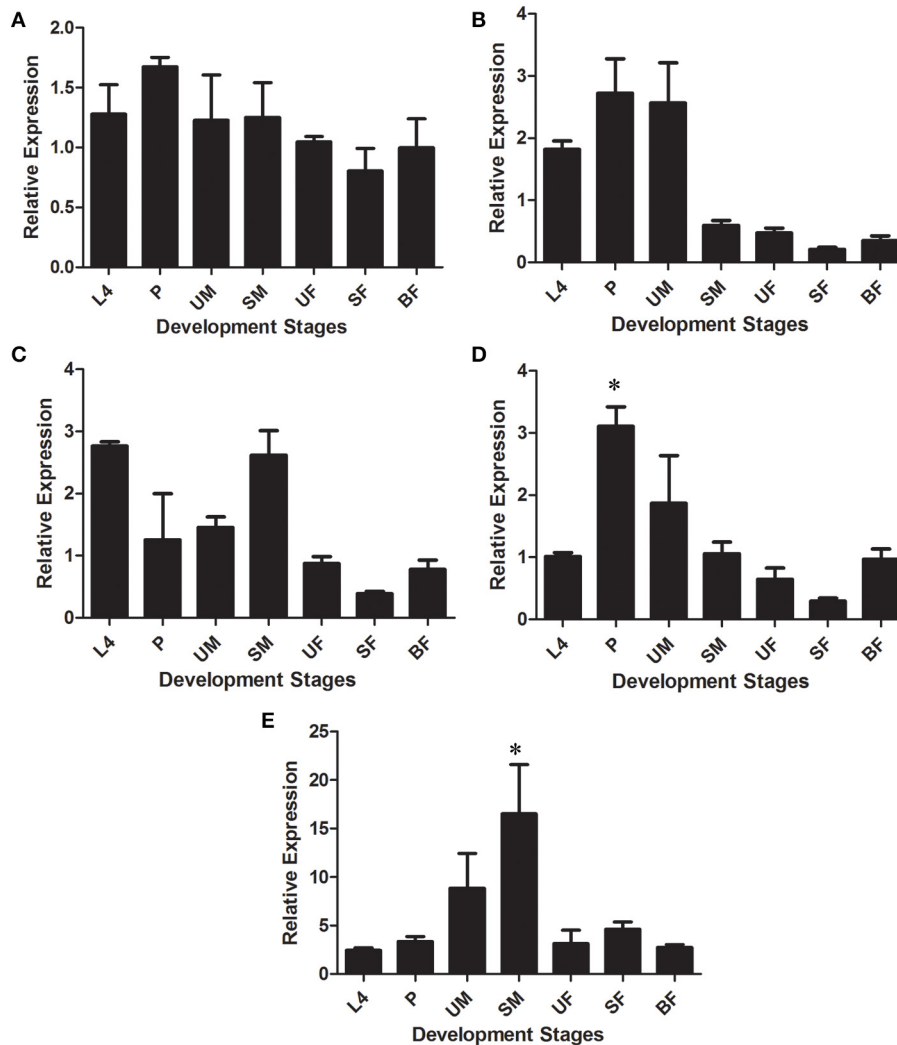 A
Relative Expression
2.0
1.5
1.0
0.5
0.0
L4 P UM SM UF SF BF
Development Stages
B
Relative Expression
4
3
2
1
0
L4 P UM SM UF SF BF
Development Stages
C
Relative Expression
4
3
2
1
0
L4 P UM SM UF SF BF
Development Stages
D
Relative Expression
4
3
2
1
0
*
L4 P UM SM UF SF BF
Development Stages
E
Relative Expression
25
20
15
10
5
0
*
L4 P UM SM UF SF BF
Development Stages